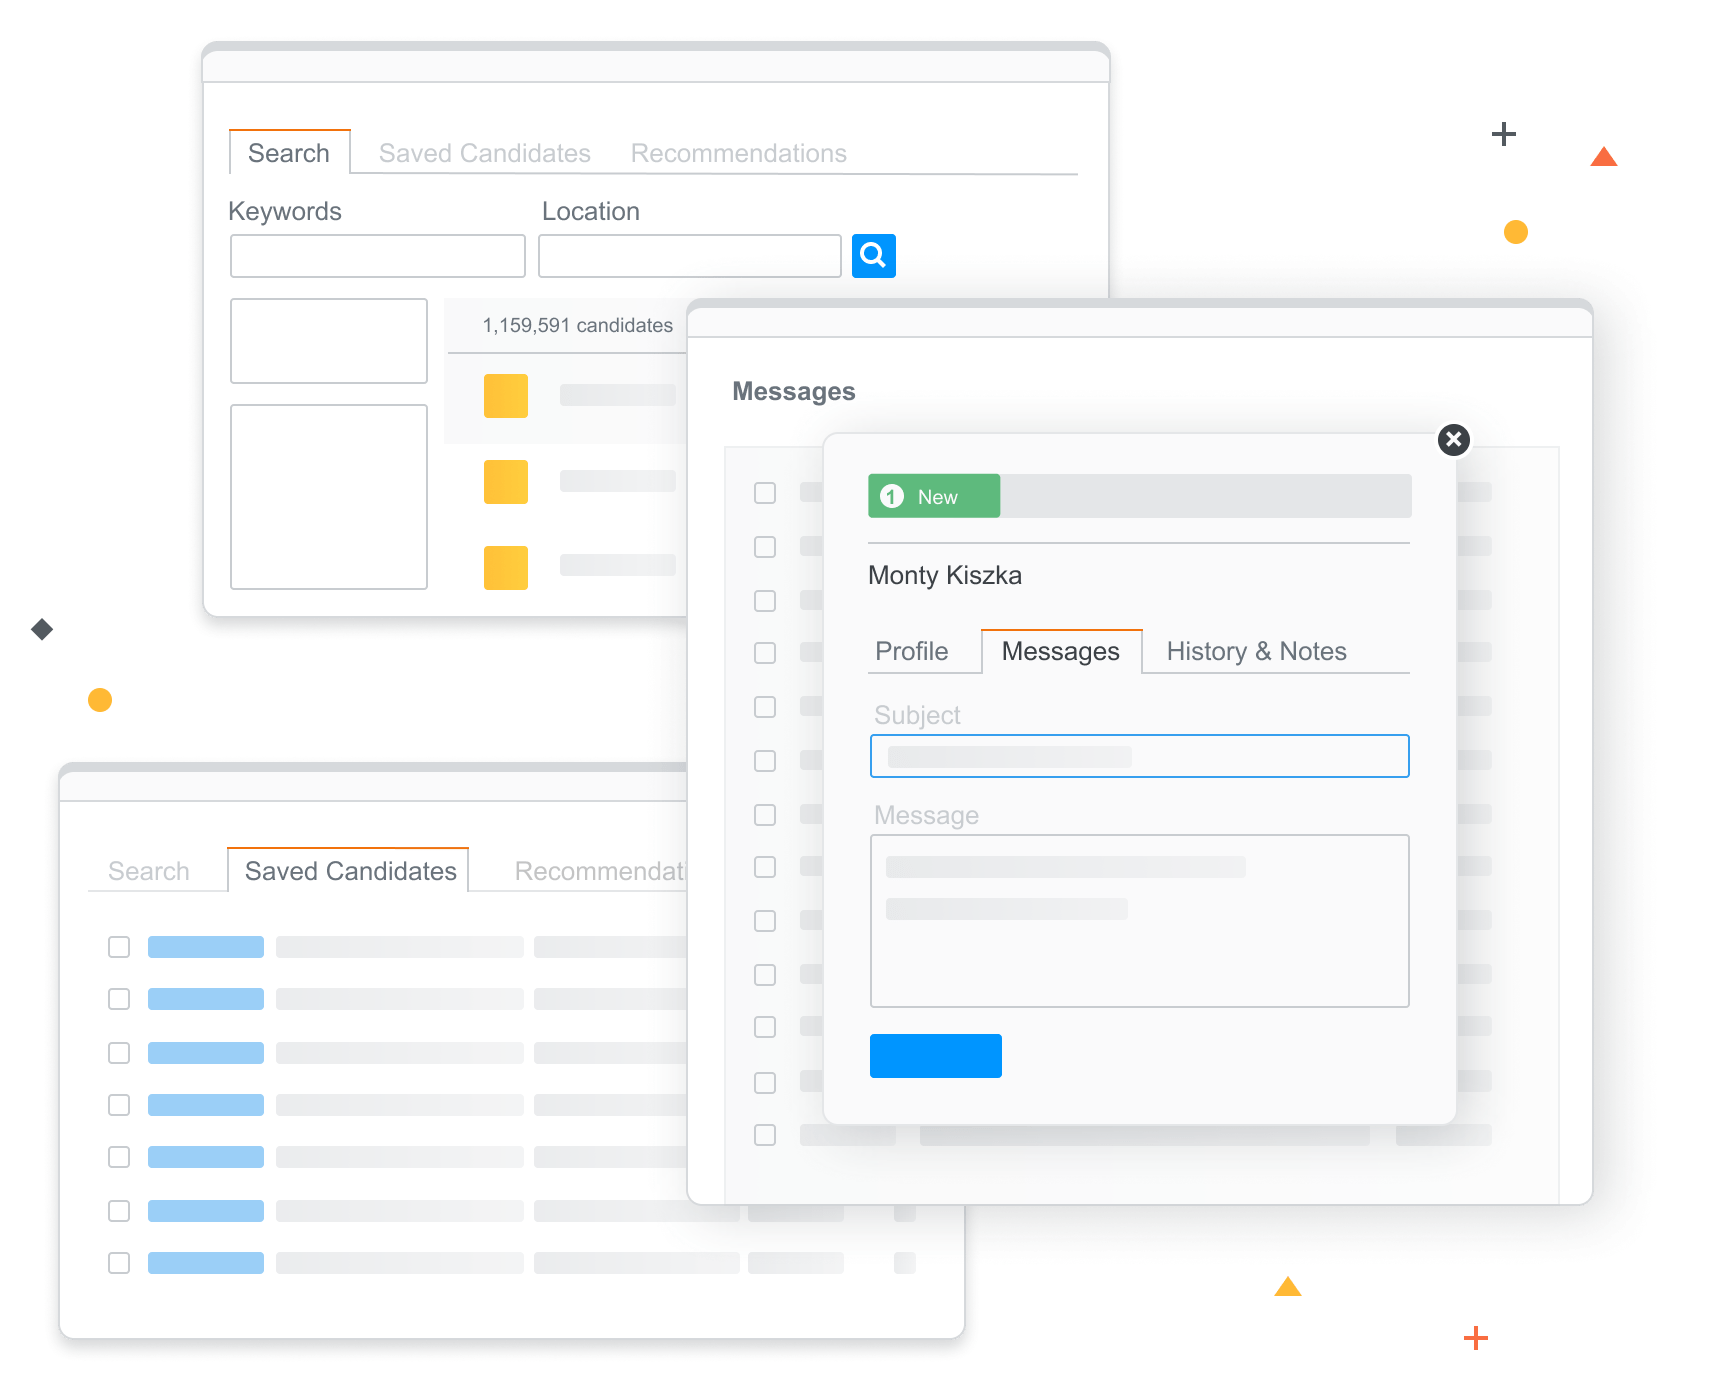 Search Saved Candidates Recommendations
Keywords Location
1,159,591 candidates
Messages
1 New
Monty Kiszka
Profile Messages History & Notes
Subject
Message
Search Saved Candidates Recommendati